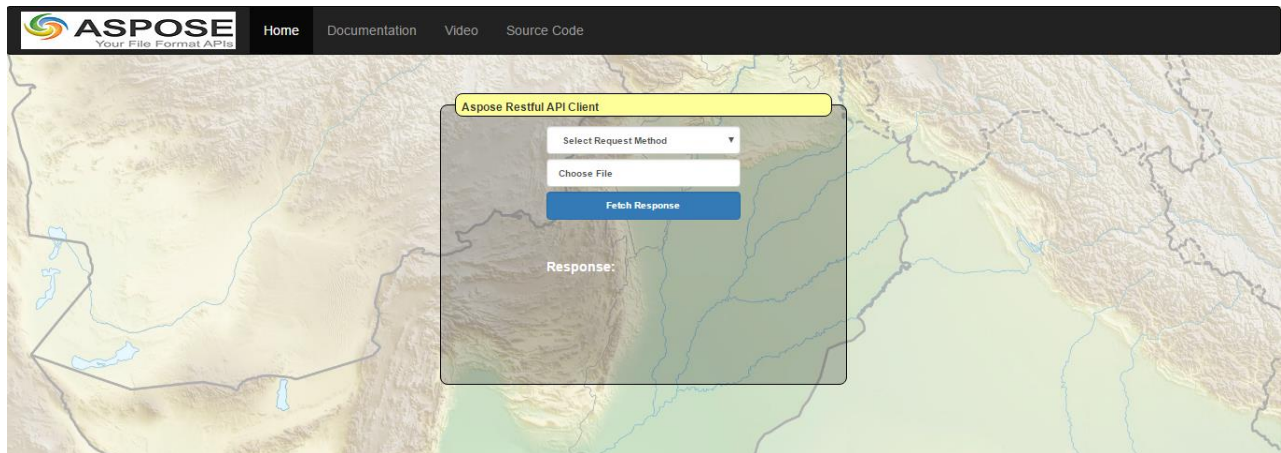 ASPOSE
Your File Format APIs
Home Documentation Video Source Code
Aspose Restful API Client
Select Request Method
Choose File
Fetch Response
Response: